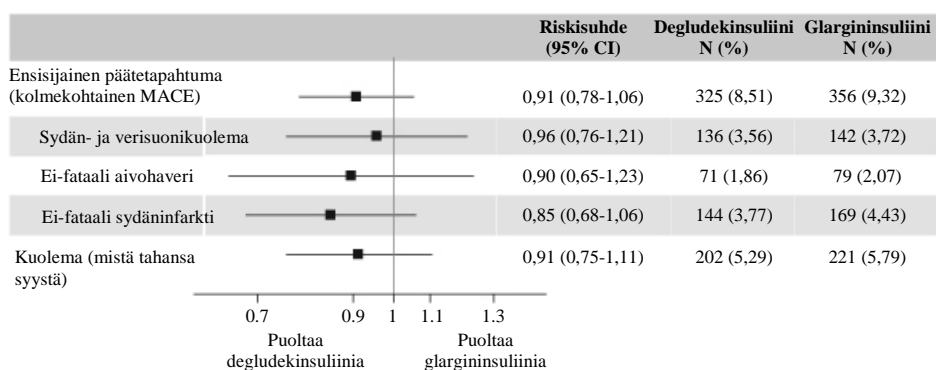 Riskisuhde (95% CI) Degludekinsuliini N (%) Glargininsuliini N (%)
Ensisijainen päätetapahtuma
(kolmekohtainen MACE) 0,91 (0,78-1,06) 325 (8,51) 356 (9,32)
Sydän- ja verisuonikuolema 0,96 (0,76-1,21) 136 (3,56) 142 (3,72)
Ei-fataali aivohaveri 0,90 (0,65-1,23) 71 (1,86) 79 (2,07)
Ei-fataali sydäninfarkti 0,85 (0,68-1,06) 144 (3,77) 169 (4,43)
Kuolema (mistä tahansa 0,91 (0,75-1,11) 202 (5,29) 221 (5,79)
syystä)
0.7 0.9 1 1.1 1.3
Puoltaa Puoltaa
degludekinsuliinia glargininsuliinia